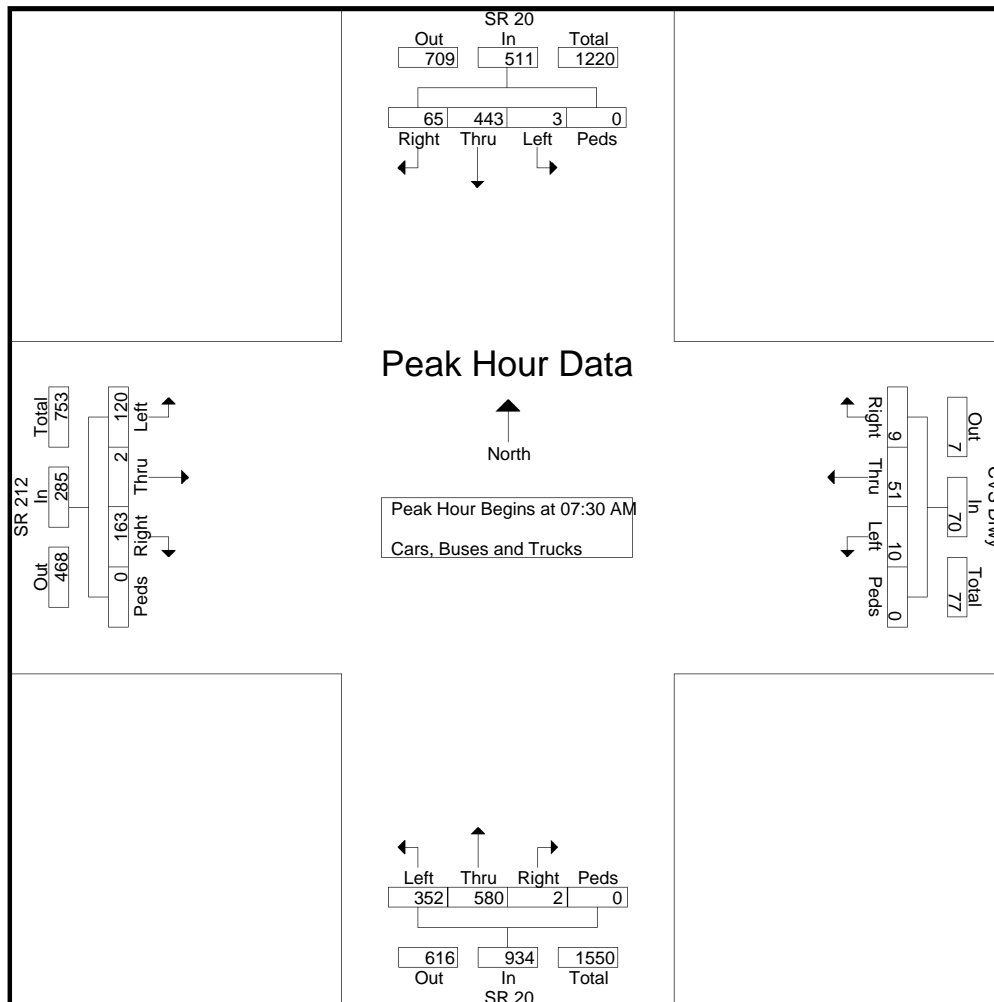 SR 20
Out In Total
709 511 1220
65 443 3 0
Right Thru Left Peds
Peak Hour Data
North
Peak Hour Begins at 07:30 AM
Cars, Buses and Trucks
SR 212
Out In Total
468 285 753
Peds Right Thru Left
0 163 2 120
Out In Total
7 70 77
Right Thru Left Peds
9 51 10 0
Left Thru Right Peds
352 580 2 0
616 934 1550
Out In Total
SR 20